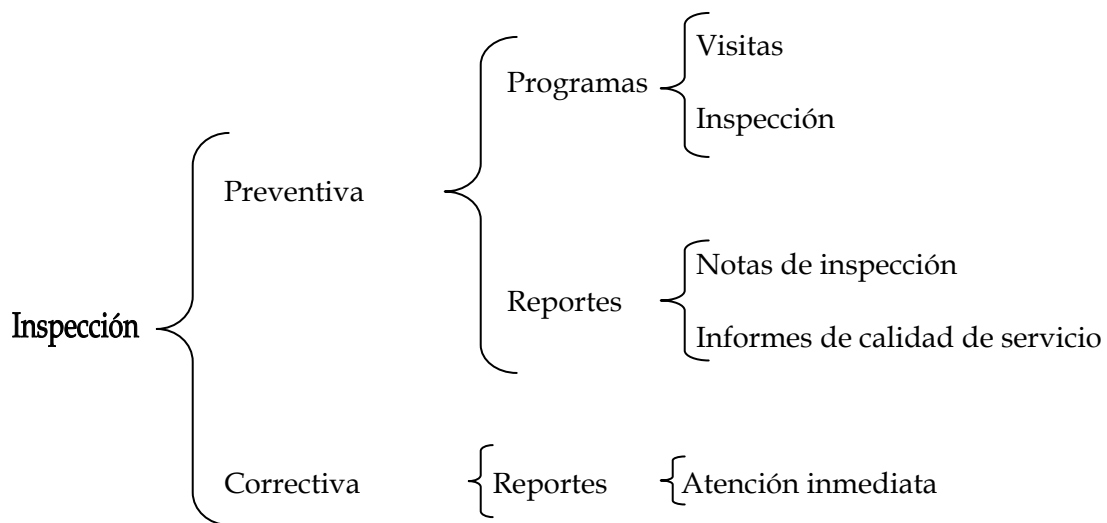 Inspección
Preventiva
Programas
Visitas
Inspección
Reportes
Notas de inspección
Informes de calidad de servicio
Correctiva
Reportes
Atención inmediata